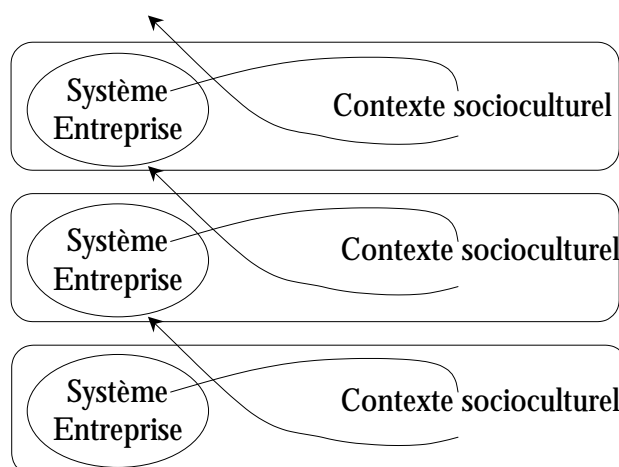 Système
Entreprise
Contexte socioculturel
Système
Entreprise
Contexte socioculturel
Système
Entreprise
Contexte socioculturel